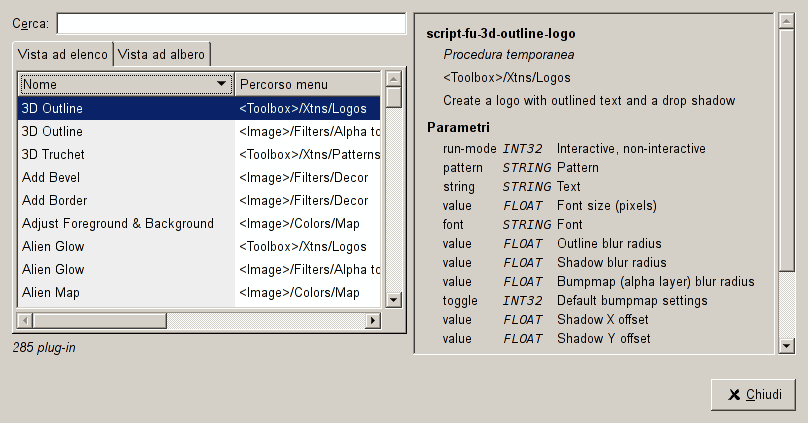 Cerca:
Vista ad elenco Vista ad albero
Nome Percorso menu
3D Outline <Toolbox>/Xtns/Logos
3D Outline <Image>/Filters/Alpha to
3D Truchet <Toolbox>/Xtns/Patterns
Add Bevel <Image>/Filters/Decor
Add Border <Image>/Filters/Decor
Adjust Foreground & Background <Image>/Colors/Map
Alien Glow <Toolbox>/Xtns/Logos
Alien Glow <Image>/Filters/Alpha to
Alien Map <Image>/Colors/Map
285 plug-in
script-fu-3d-outline-logo
Procedura temporanea
<Toolbox>/Xtns/Logos
Create a logo with outlined text and a drop shadow
Parametri
run-mode INT32 Interactive, non-interactive
pattern STRING Pattern
string STRING Text
value FLOAT Font size (pixels)
font STRING Font
value FLOAT Outline blur radius
value FLOAT Shadow blur radius
value FLOAT Bumpmap (alpha layer) blur radius
toggle INT32 Default bumpmap settings
value FLOAT Shadow X offset
value FLOAT Shadow Y offset
Chiudi